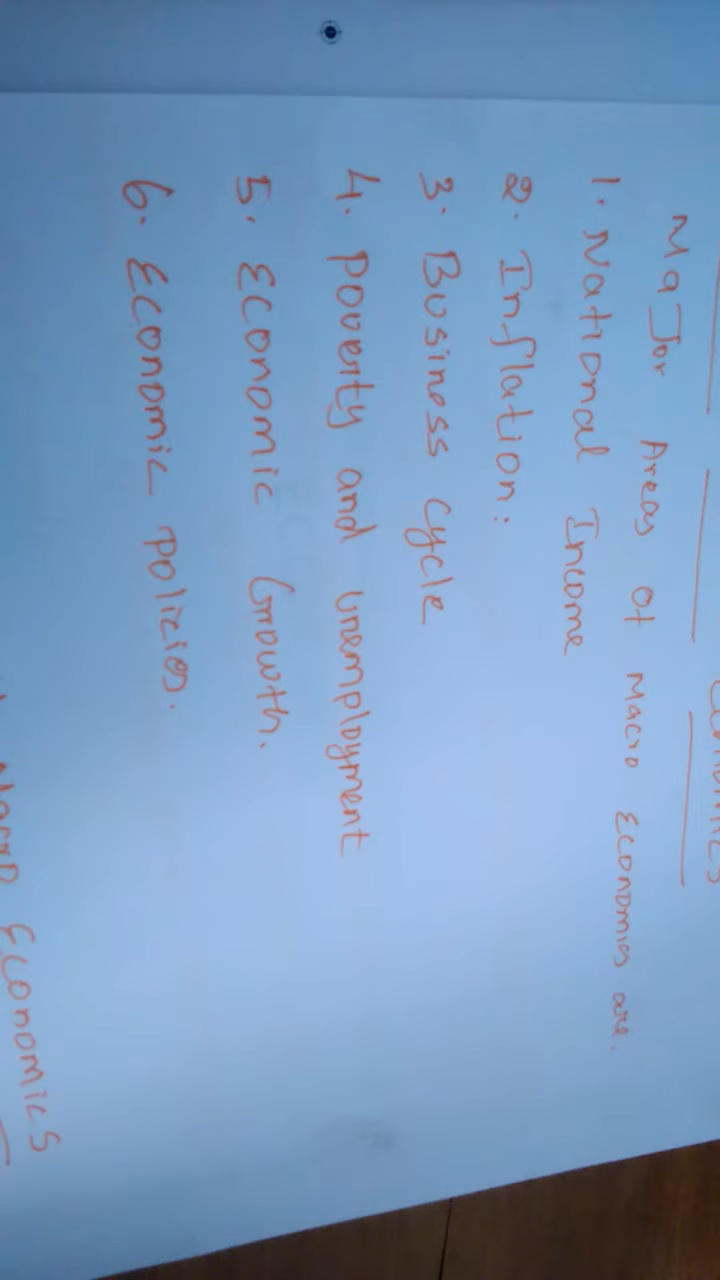 Major Areas of Macro Economics are.
1. National Income
2. Inflation:
3. Business cycle
4. Poverty and unemployment
5. Economic Growth.
6. Economic policies.
Macro Economics